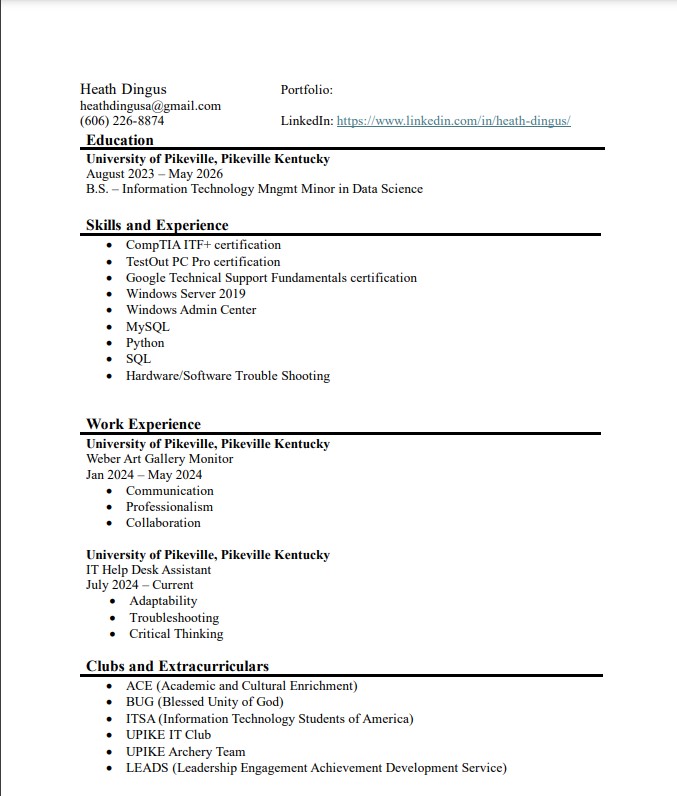 Heath Dingus
Portfolio:
heathdingusa@gmail.com
(606) 226-8874
LinkedIn: https://www.linkedin.com/in/heath-dingus/
Education
University of Pikeville, Pikeville Kentucky
August 2023 – May 2026
B.S. – Information Technology Mngmt Minor in Data Science
Skills and Experience
• CompTIA ITF+ certification
• TestOut PC Pro certification
• Google Technical Support Fundamentals certification
• Windows Server 2019
• Windows Admin Center
• MySQL
• Python
• SQL
• Hardware/Software Trouble Shooting
Work Experience
University of Pikeville, Pikeville Kentucky
Weber Art Gallery Monitor
Jan 2024 – May 2024
• Communication
• Professionalism
• Collaboration
University of Pikeville, Pikeville Kentucky
IT Help Desk Assistant
July 2024 – Current
• Adaptability
• Troubleshooting
• Critical Thinking
Clubs and Extracurriculars
• ACE (Academic and Cultural Enrichment)
• BUG (Blessed Unity of God)
• ITSA (Information Technology Students of America)
• UPIKE IT Club
• UPIKE Archery Team
• LEADS (Leadership Engagement Achievement Development Service)